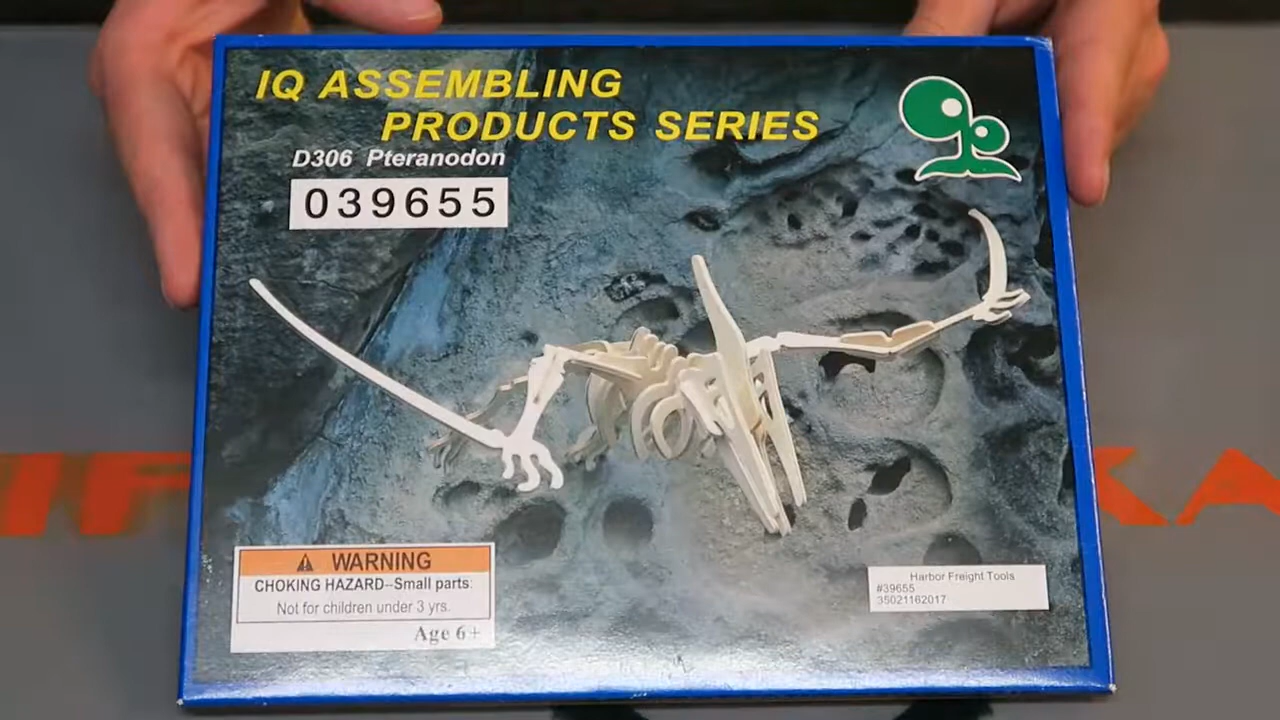 IQ ASSEMBLING
PRODUCTS SERIES
D306 Pteranodon
039655
WARNING
CHOKING HAZARD--Small parts:
Not for children under 3 yrs.
Age 6+
Harbor Freight Tools
#39655
35021162017